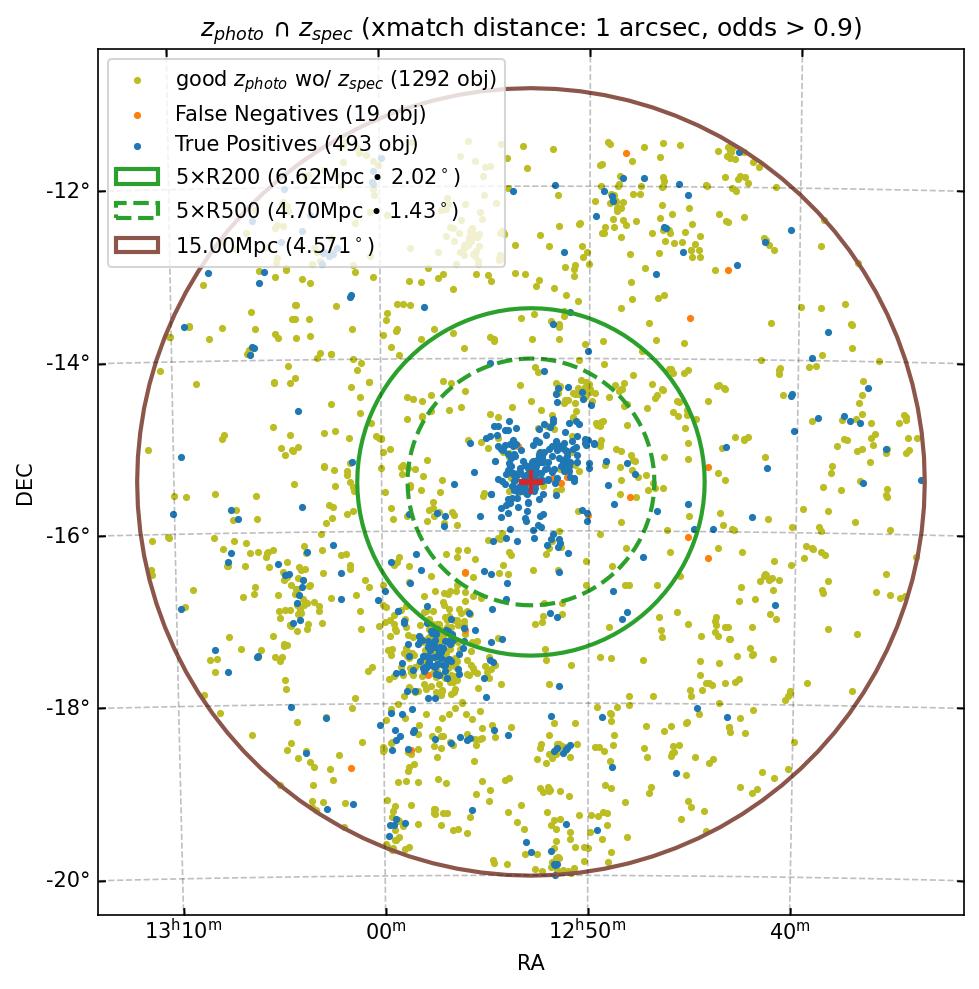 z_photo ∩ z_spec (xmatch distance: 1 arcsec, odds > 0.9)
good z_photo wo/ z_spec (1292 obj)
False Negatives (19 obj)
True Positives (493 obj)
5×R200 (6.62Mpc • 2.02°)
5×R500 (4.70Mpc • 1.43°)
15.00Mpc (4.571°)
-12°
-14°
-16°
-18°
-20°
DEC
13ʰ10ᵐ
00ᵐ
12ʰ50ᵐ
40ᵐ
RA